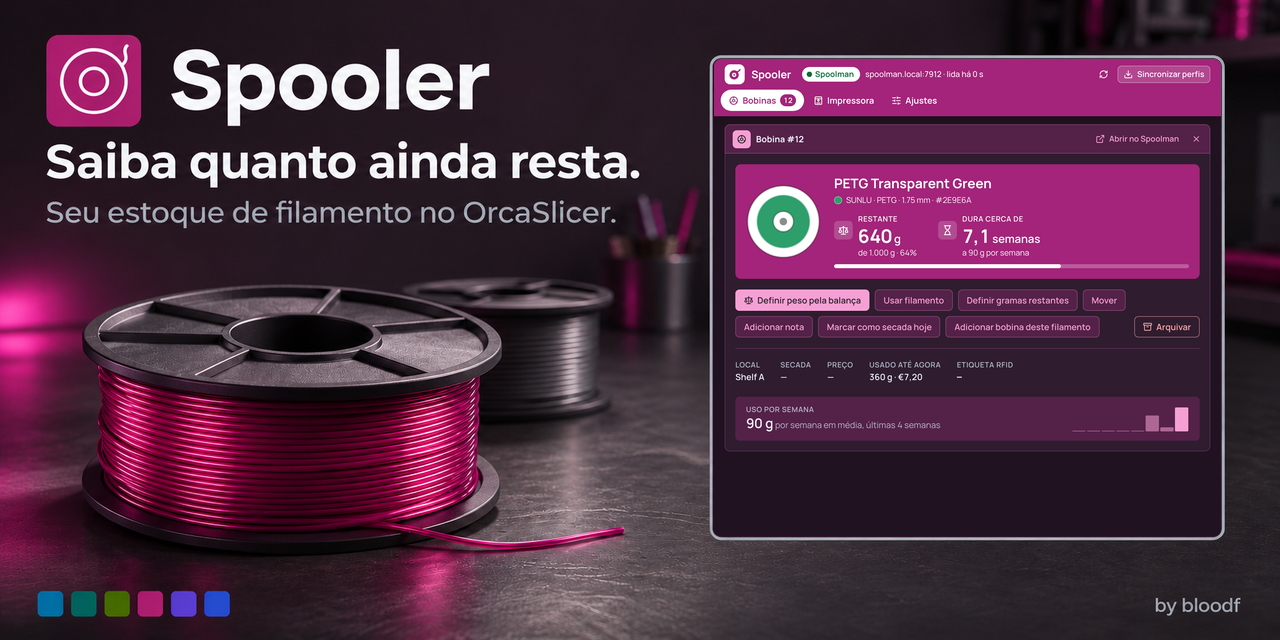 Spooler
Saiba quanto ainda resta.
Seu estoque de filamento no OrcaSlicer.
Spooler
Spoolman
spoolman.local:7912 · lida há 0 s
Sincronizar perfis
Bobinas 12
Impressora
Ajustes
Bobina #12
Abrir no Spoolman
PETG Transparent Green
SUNLU · PETG · 1.75 mm · #2E9E6A
RESTANTE
640 g
de 1.000 g · 64%
DURA CERCA DE
7,1 semanas
a 90 g por semana
Definir peso pela balança
Usar filamento
Definir gramas restantes
Mover
Adicionar nota
Marcar como secada hoje
Adicionar bobina deste filamento
Arquivar
LOCAL
Shelf A
SECADA
–
PREÇO
–
USADO ATÉ AGORA
360 g · €7,20
ETIQUETA RFID
–
USO POR SEMANA
90 g por semana em média, últimas 4 semanas
by bloodf